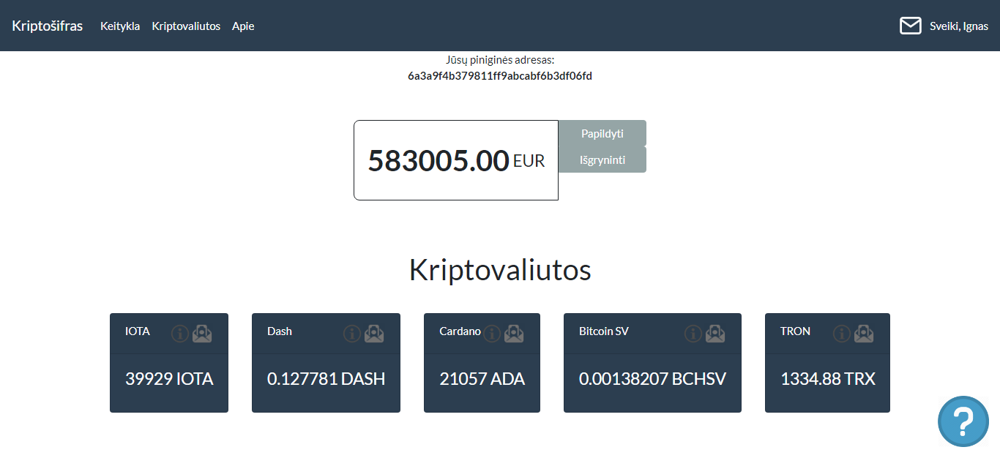 Kriptošifras Keitykla Kriptovaliutos Apie Sveiki, Ignas
Jūsų piniginės adresas:
6a3a9f4b379811ff9abcabf6b3df06fd
583005.00 EUR
Papildyti
Išgryninti
Kriptovaliutos
IOTA
39929 IOTA
Dash
0.127781 DASH
Cardano
21057 ADA
Bitcoin SV
0.00138207 BCHSV
TRON
1334.88 TRX
?